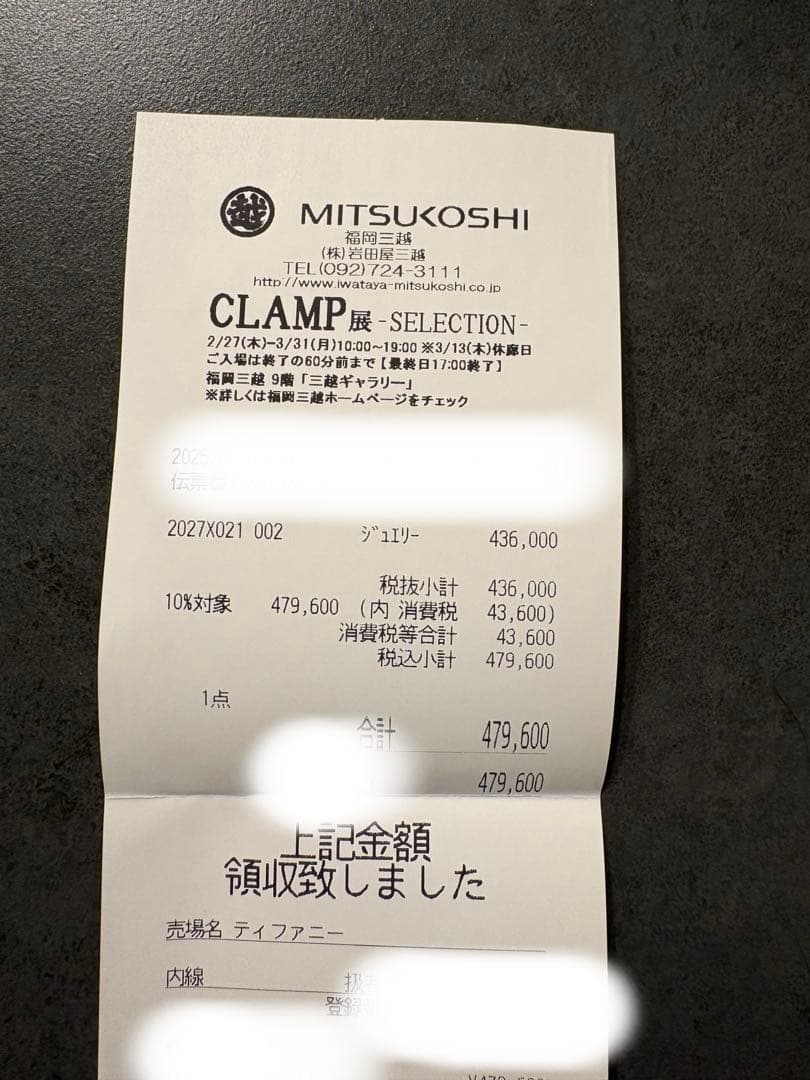 越 MITSUKOSHI
福岡三越
(株)岩田屋三越
TEL(092)724-3111
http://www.iwataya-mitsukoshi.co.jp
CLAMP展 -SELECTION-
2/27(木)-3/31(月)10:00~19:00 ※3/13(木)休廊日
ご入場は終了の60分前まで【最終日17:00終了】
福岡三越 9階「三越ギャラリー」
※詳しくは福岡三越ホームページをチェック
2025
伝票
2027X021 002 ジュエリー 436,000
税抜小計 436,000
10%対象 479,600 (内 消費税 43,600)
消費税等合計 43,600
税込小計 479,600
1点
合計 479,600
479,600
上記金額
領収致しました
売場名 ティファニー
内線 扱者
登録